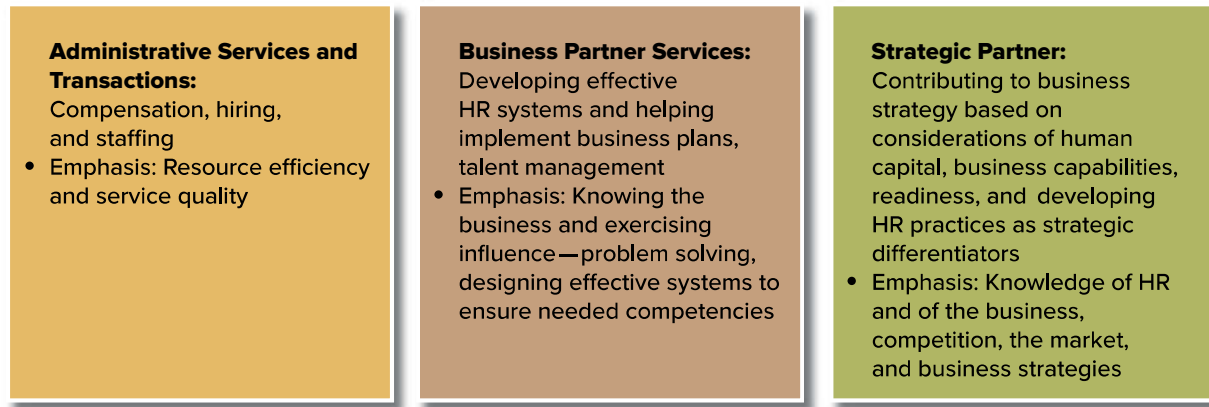 Administrative Services and
Transactions:
Compensation, hiring,
and staffing
• Emphasis: Resource efficiency
and service quality
Business Partner Services:
Developing effective
HR systems and helping
implement business plans,
talent management
• Emphasis: Knowing the
business and exercising
influence—problem solving,
designing effective systems to
ensure needed competencies
Strategic Partner:
Contributing to business
strategy based on
considerations of human
capital, business capabilities,
readiness, and developing
HR practices as strategic
differentiators
• Emphasis: Knowledge of HR
and of the business,
competition, the market,
and business strategies